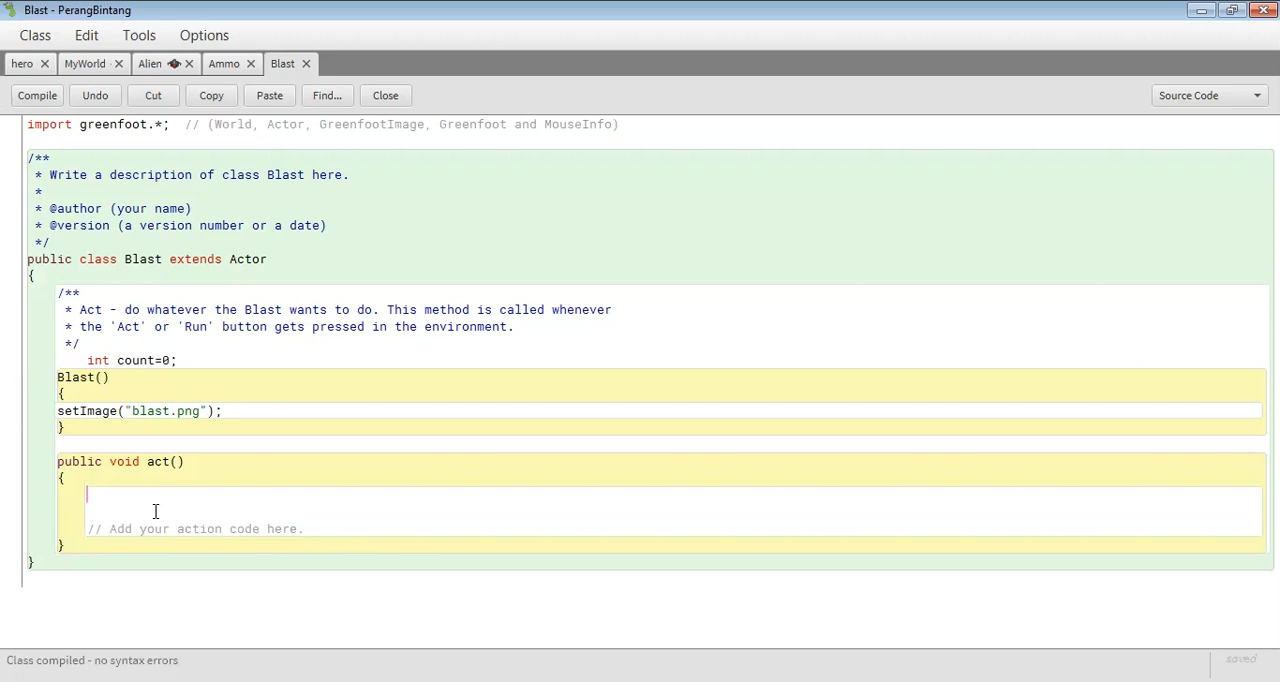 Blast - PerangBintang
Class Edit Tools Options
hero MyWorld Alien Ammo Blast
Compile Undo Cut Copy Paste Find... Close Source Code
import greenfoot.*;  // (World, Actor, GreenfootImage, Greenfoot and MouseInfo)
/**
 * Write a description of class Blast here.
 *
 * @author (your name)
 * @version (a version number or a date)
 */
public class Blast extends Actor
{
/**
 * Act - do whatever the Blast wants to do. This method is called whenever
 * the 'Act' or 'Run' button gets pressed in the environment.
 */
int count=0;
Blast()
{
setImage("blast.png");
}
public void act()
{
// Add your action code here.
}
}
Class compiled - no syntax errors
saved